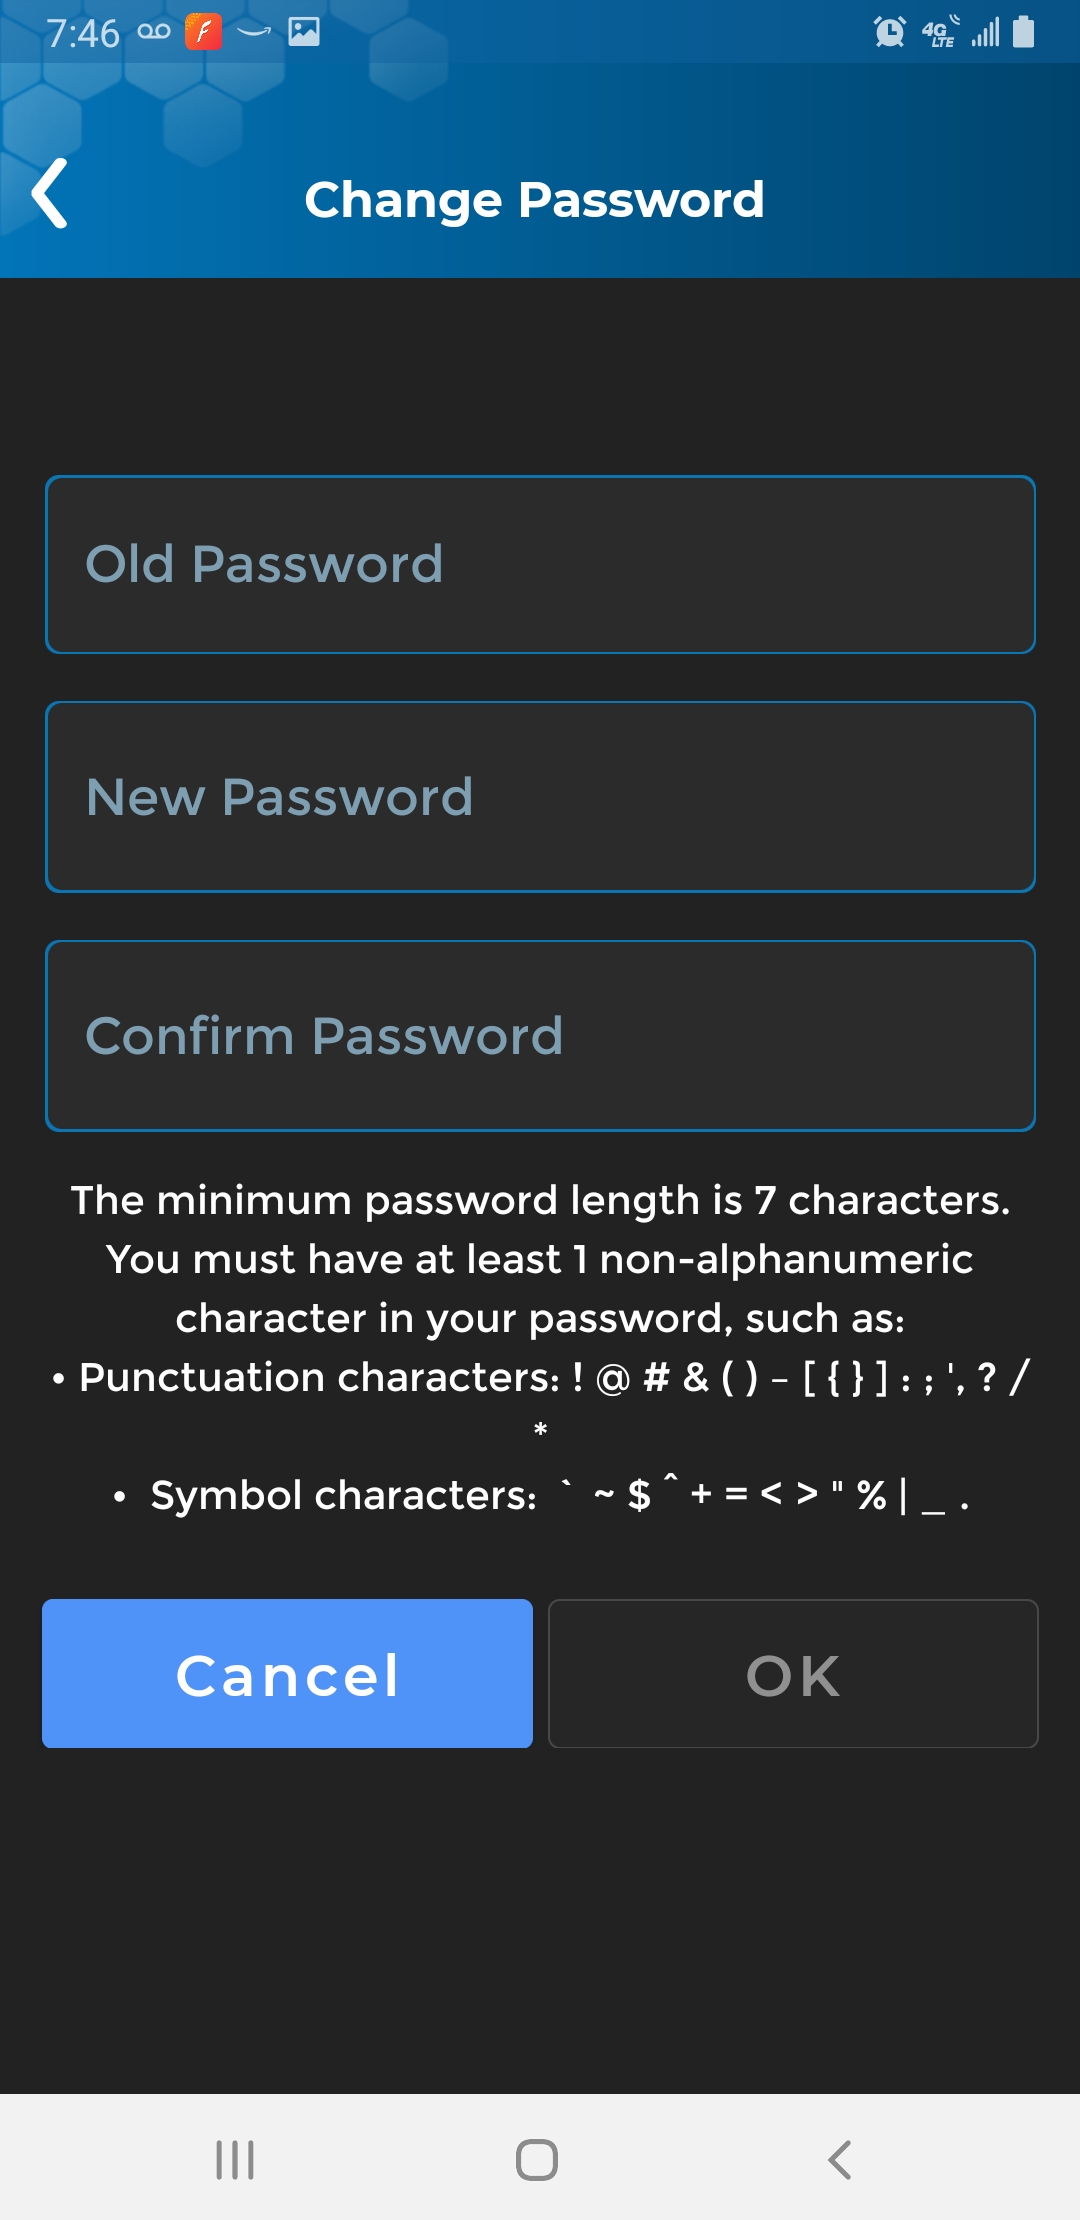 7:46
4G
LTE
Change Password
Old Password
New Password
Confirm Password
The minimum password length is 7 characters.
You must have at least 1 non-alphanumeric
character in your password, such as:
• Punctuation characters: ! @ # & ( ) - [ { } ] : ; ', ? /
*
• Symbol characters: ` ~ $ ^ + = < > " % | _ .
Cancel
OK